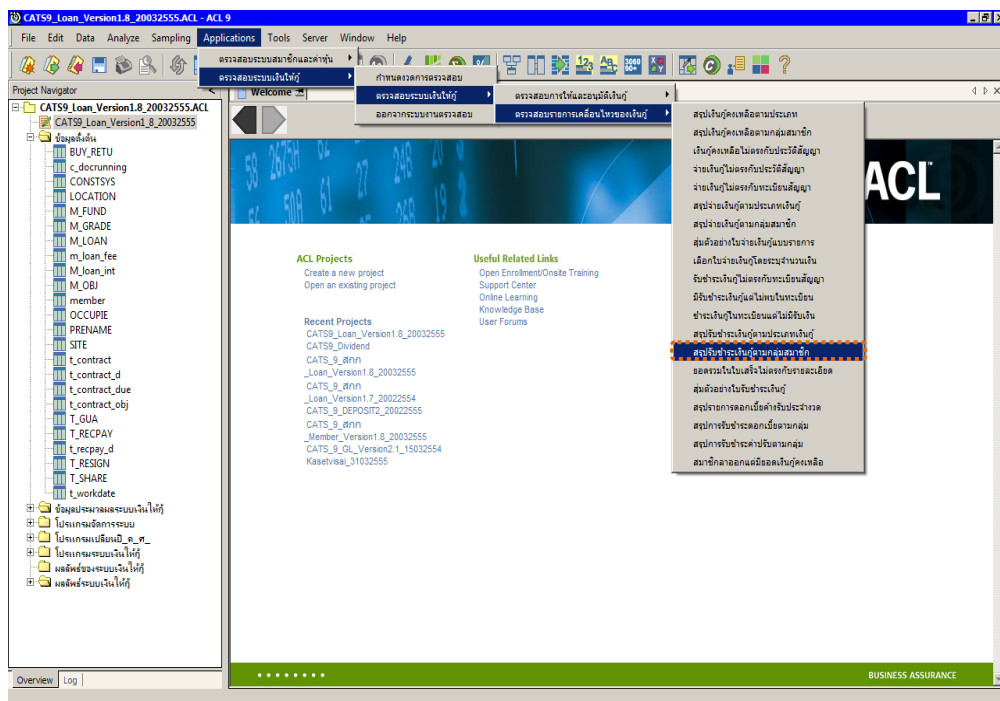 CATS9_Loan_Version1.8_20032555.ACL - ACL 9
File Edit Data Analyze Sampling Applications Tools Server Window Help
ตรวจสอบระบบสมาชิกและค่าหุ้น
ตรวจสอบระบบเงินให้กู้
กำหนดงวดการตรวจสอบ
ตรวจสอบระบบเงินให้กู้
ออกจากระบบงานตรวจสอบ
ตรวจสอบการให้และอนุมัติเงินกู้
ตรวจสอบรายการเคลื่อนไหวของเงินกู้
สรุปเงินกู้คงเหลือตามประเภท
สรุปเงินกู้คงเหลือตามกลุ่มสมาชิก
เงินกู้คงเหลือไม่ตรงกับประวัติสัญญา
จ่ายเงินกู้ไม่ตรงกับประวัติสัญญา
จ่ายเงินกู้ไม่ตรงกับทะเบียนสัญญา
สรุปจ่ายเงินกู้ตามประเภทเงินกู้
สรุปจ่ายเงินกู้ตามกลุ่มสมาชิก
สุ่มตัวอย่างใบจ่ายเงินกู้แบบรายการ
เลือกใบจ่ายเงินกู้โดยระบุจำนวนเงิน
รับชำระเงินกู้ไม่ตรงกับทะเบียนสัญญา
มีรับชำระเงินกู้แต่ไม่พบในทะเบียน
ชำระเงินกู้ในทะเบียนแต่ไม่มีรับเงิน
สรุปรับชำระเงินกู้ตามประเภทเงินกู้
สรุปรับชำระเงินกู้ตามกลุ่มสมาชิก
ยอดรวมในใบเสร็จไม่ตรงกับรายละเอียด
สุ่มตัวอย่างใบรับชำระเงินกู้
สรุปรายการดอกเบี้ยค้างรับประจำงวด
สรุปการรับชำระดอกเบี้ยตามกลุ่ม
สรุปการรับชำระค่าปรับตามกลุ่ม
สมาชิกลาออกแต่มียอดเงินกู้คงเหลือ
Project Navigator
Welcome
CATS9_Loan_Version1.8_20032555.ACL
CATS9_Loan_Version1_8_20032555
ข้อมูลตั้งต้น
BUY_RETU
c_docrunning
CONSTSYS
LOCATION
M_FUND
M_GRADE
M_LOAN
m_loan_fee
M_loan_int
M_OBJ
member
OCCUPIE
PRENAME
SITE
t_contract
t_contract_d
t_contract_due
t_contract_obj
T_GUA
T_RECPAY
t_recpay_d
T_RESIGN
T_SHARE
t_workdate
ข้อมูลประมวลผลระบบเงินให้กู้
โปรแกรมจัดการระบบ
โปรแกรมเปลี่ยนปี_ค_ศ_
โปรแกรมระบบเงินให้กู้
ผลลัพธ์ของระบบเงินให้กู้
ผลลัพธ์ระบบเงินให้กู้
Overview Log
ACL
ACL Projects
Create a new project
Open an existing project
Recent Projects
CATS9_Loan_Version1.8_20032555
CATS9_Dividend
CATS_9_สกก
_Loan_Version1.8_20032555
CATS_9_สกก
_Loan_Version1.7_20022554
CATS_9_DEPOSIT2_20022555
CATS_9_สกก
_Member_Version1.8_20032555
CATS_9_GL_Version2.1_15032554
Kasetvisai_31032555
Useful Related Links
Open Enrollment/Onsite Training
Support Center
Online Learning
Knowledge Base
User Forums
BUSINESS ASSURANCE